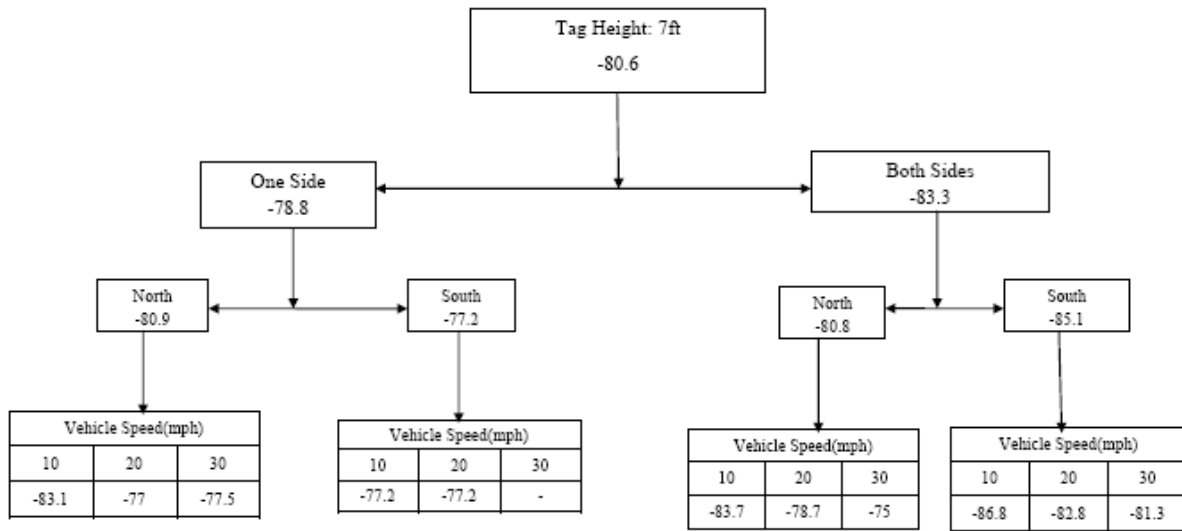 Tag Height: 7ft
-80.6
One Side
-78.8
Both Sides
-83.3
North
-80.9
South
-77.2
North
-80.8
South
-85.1
Vehicle Speed(mph)
10 20 30
-83.1 -77 -77.5
Vehicle Speed(mph)
10 20 30
-77.2 -77.2 -
Vehicle Speed(mph)
10 20 30
-83.7 -78.7 -75
Vehicle Speed(mph)
10 20 30
-86.8 -82.8 -81.3